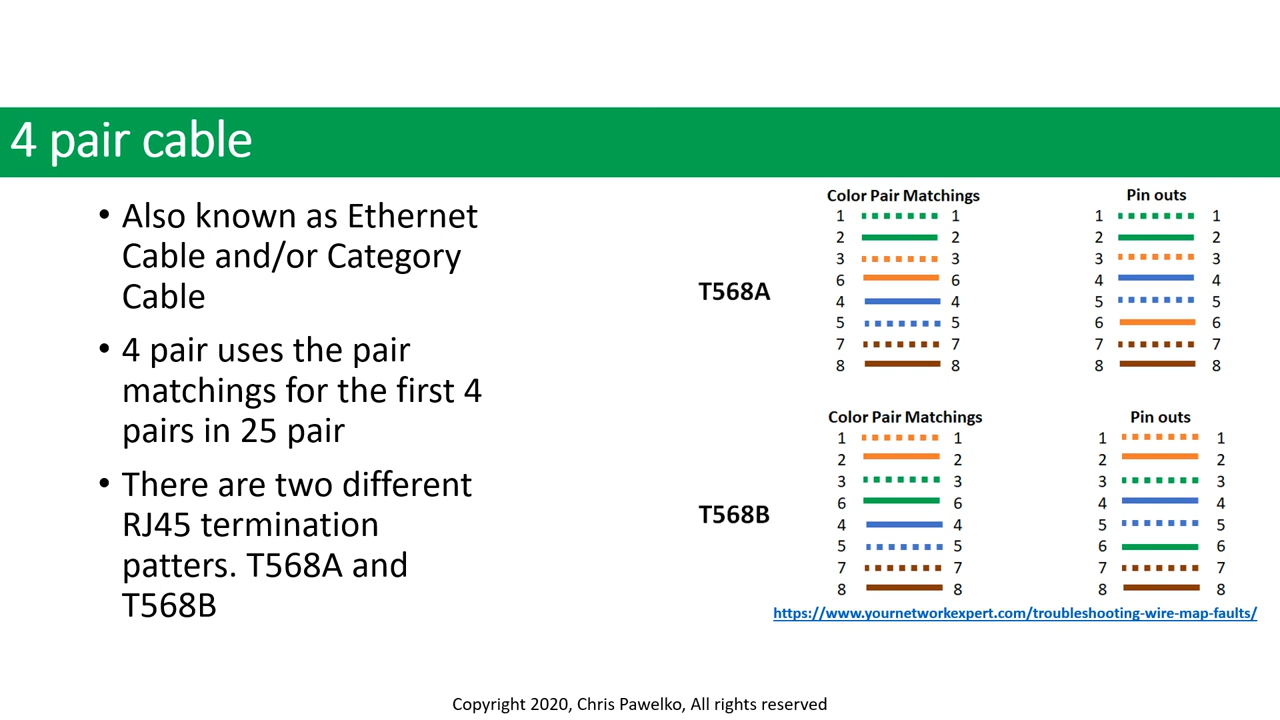 4 pair cable
• Also known as Ethernet
Cable and/or Category
Cable
• 4 pair uses the pair
matchings for the first 4
pairs in 25 pair
• There are two different
RJ45 termination
patters. T568A and
T568B
T568A
Color Pair Matchings
1 1
2 2
3 3
6 6
4 4
5 5
7 7
8 8
Pin outs
1 1
2 2
3 3
4 4
5 5
6 6
7 7
8 8
T568B
Color Pair Matchings
1 1
2 2
3 3
6 6
4 4
5 5
7 7
8 8
Pin outs
1 1
2 2
3 3
4 4
5 5
6 6
7 7
8 8
https://www.yournetworkexpert.com/troubleshooting-wire-map-faults/
Copyright 2020, Chris Pawelko, All rights reserved